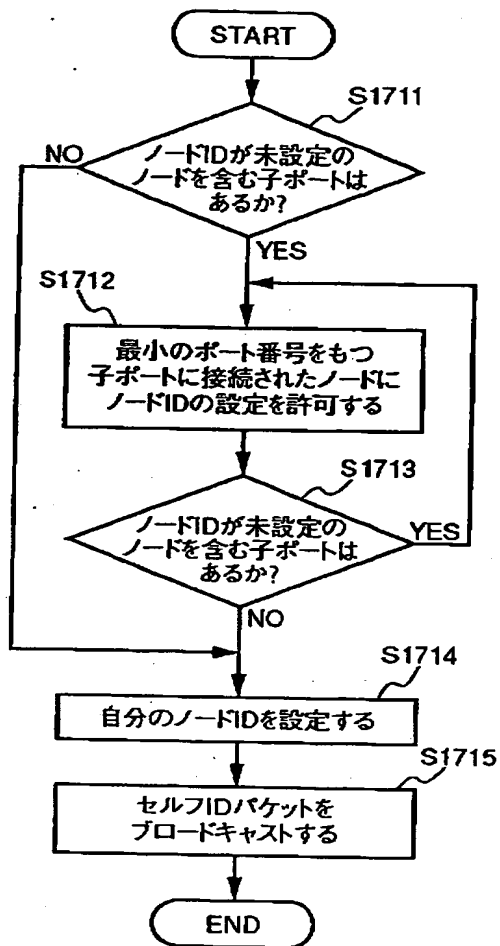 START
S1711
NO
ノードIDが未設定の
ノードを含む子ポートは
あるか?
YES
S1712
最小のポート番号をもつ
子ポートに接続されたノードに
ノードIDの設定を許可する
S1713
ノードIDが未設定の
ノードを含む子ポートは
あるか?
YES
NO
S1714
自分のノードIDを設定する
S1715
セルフIDパケットを
ブロードキャストする
END